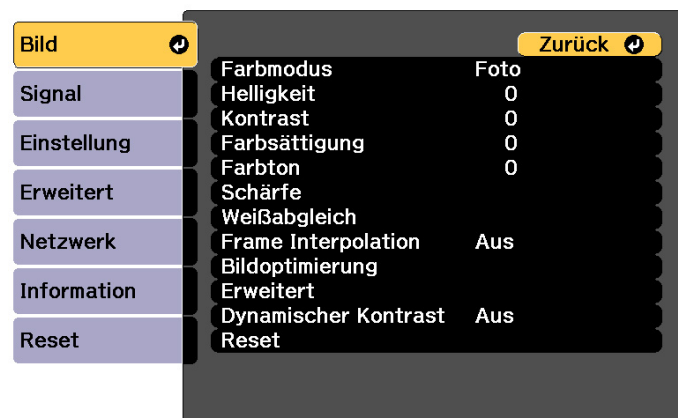 Bild
Signal
Einstellung
Erweitert
Netzwerk
Information
Reset
Zurück
Farbmodus Foto
Helligkeit 0
Kontrast 0
Farbsättigung 0
Farbton 0
Schärfe
Weißabgleich
Frame Interpolation Aus
Bildoptimierung
Erweitert
Dynamischer Kontrast Aus
Reset